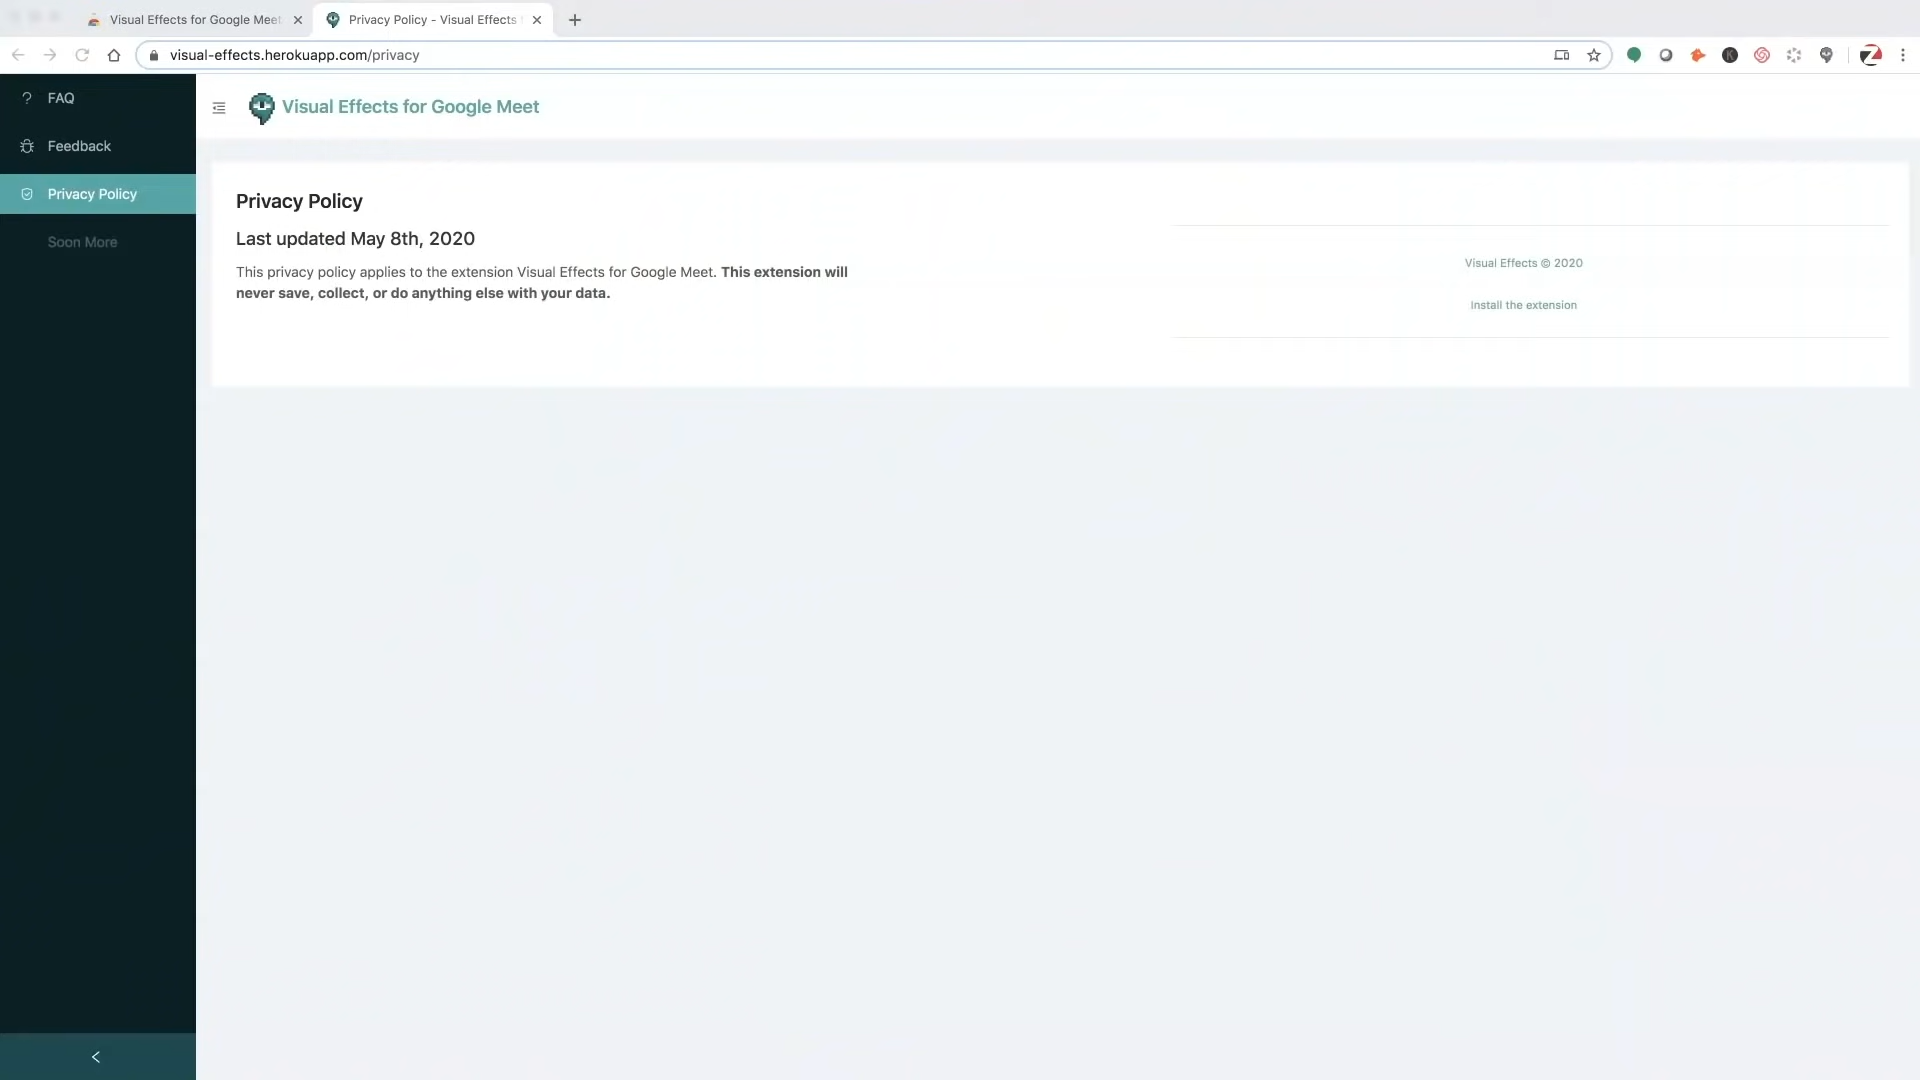 Visual Effects for Google Meet
Privacy Policy - Visual Effects
visual-effects.herokuapp.com/privacy
FAQ
Feedback
Privacy Policy
Soon More
Visual Effects for Google Meet
Privacy Policy
Last updated May 8th, 2020
This privacy policy applies to the extension Visual Effects for Google Meet. This extension will
never save, collect, or do anything else with your data.
Visual Effects © 2020
Install the extension